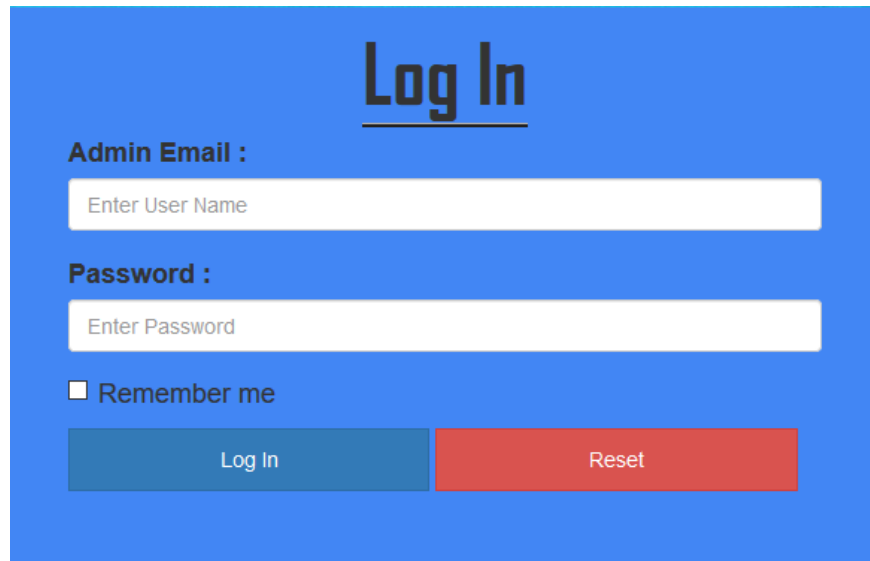 Log In
Admin Email :
Enter User Name
Password :
Enter Password
Remember me
Log In Reset